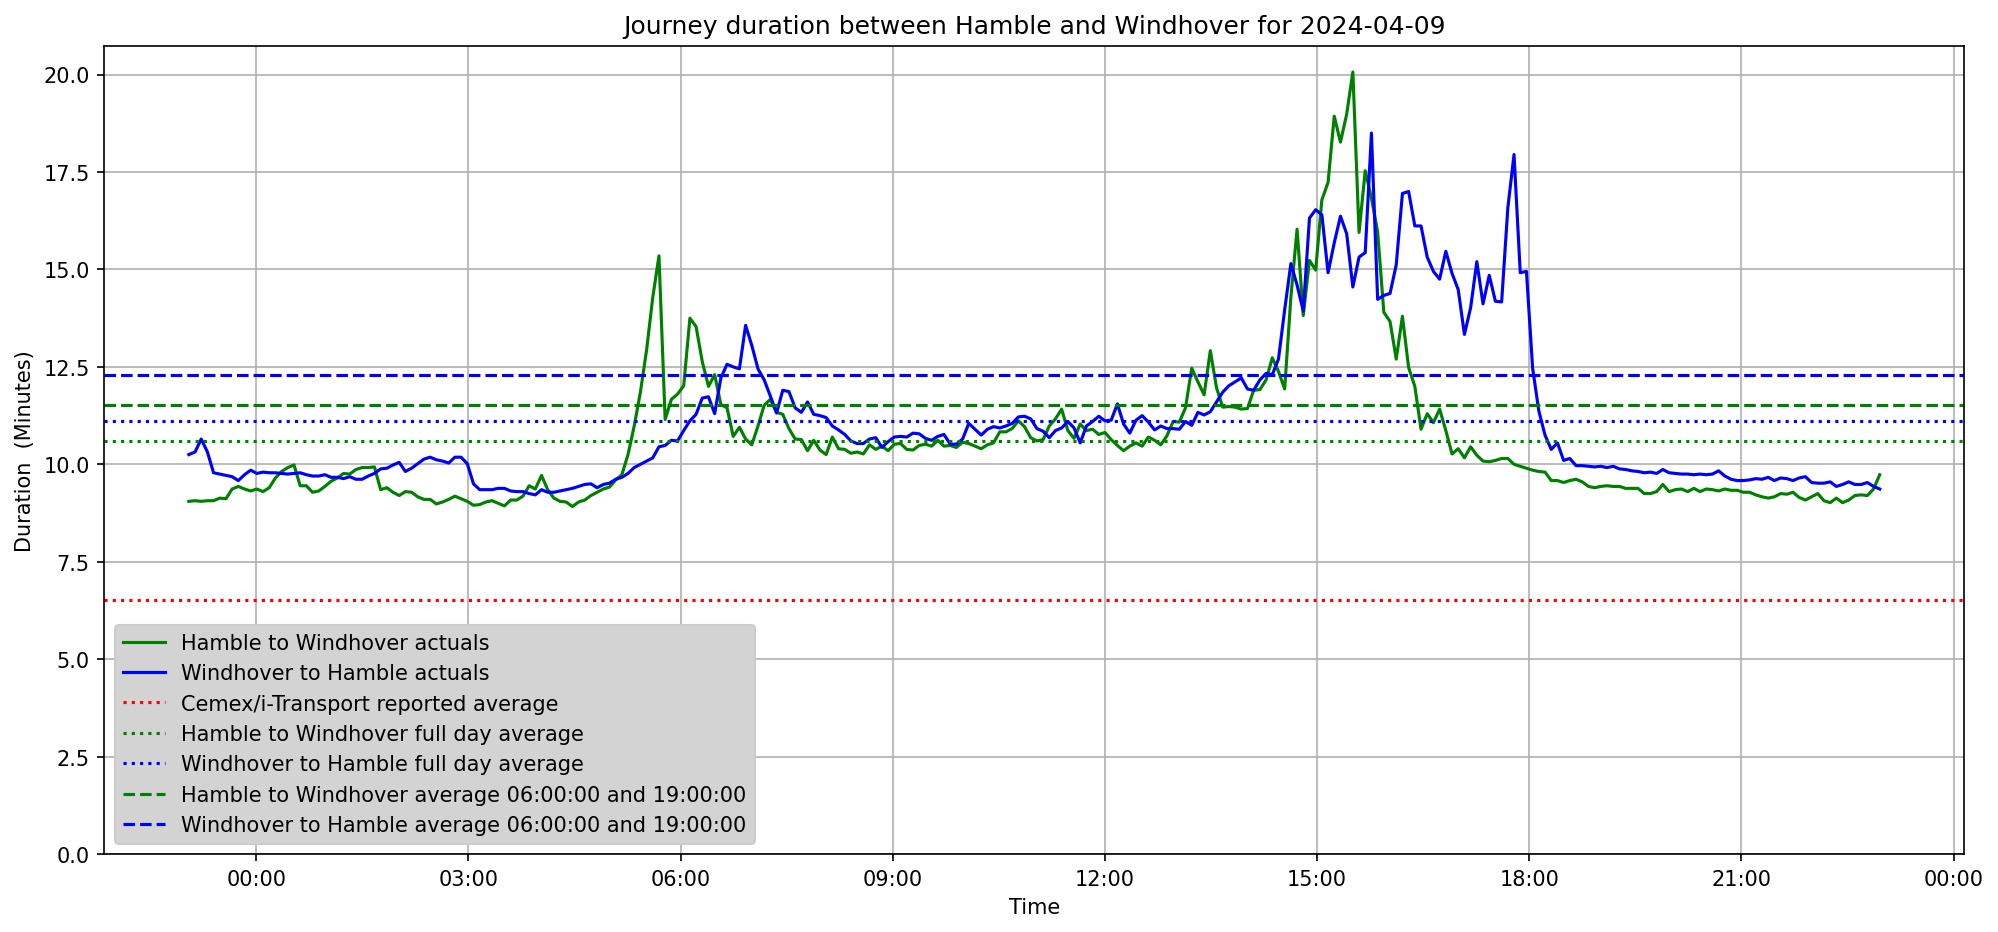 Journey duration between Hamble and Windhover for 2024-04-09
20.0
17.5
15.0
12.5
10.0
7.5
5.0
2.5
0.0
Duration (Minutes)
Hamble to Windhover actuals
Windhover to Hamble actuals
Cemex/i-Transport reported average
Hamble to Windhover full day average
Windhover to Hamble full day average
Hamble to Windhover average 06:00:00 and 19:00:00
Windhover to Hamble average 06:00:00 and 19:00:00
00:00 03:00 06:00 09:00 12:00 15:00 18:00 21:00 00:00
Time